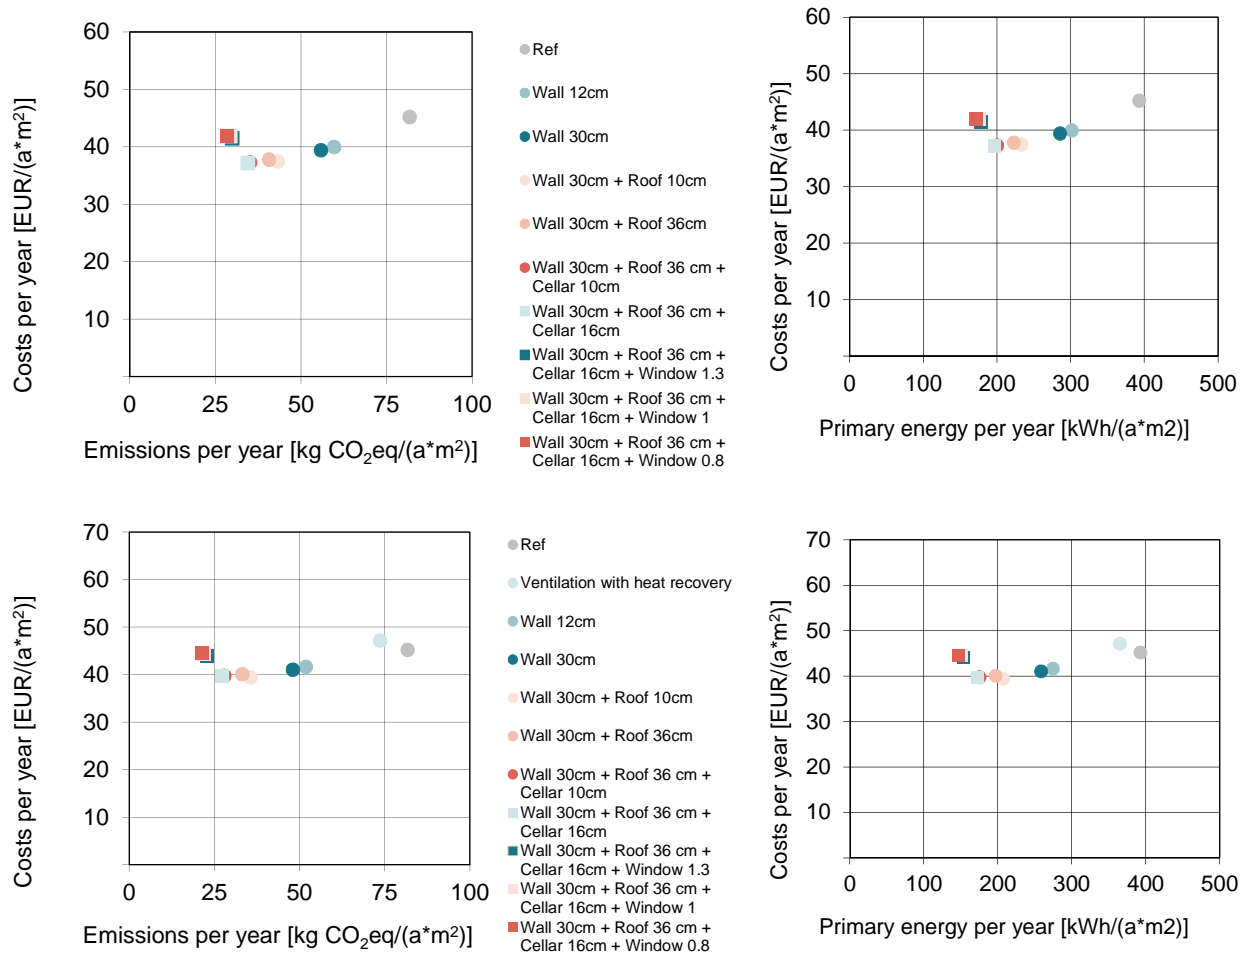 60
50
40
30
20
10
0
25
50
75
100
Costs per year [EUR/(a*m²)]
Emissions per year [kg CO₂eq/(a*m²)]
Ref
Wall 12cm
Wall 30cm
Wall 30cm + Roof 10cm
Wall 30cm + Roof 36cm
Wall 30cm + Roof 36 cm +
Cellar 10cm
Wall 30cm + Roof 36 cm +
Cellar 16cm
Wall 30cm + Roof 36 cm +
Cellar 16cm + Window 1.3
Wall 30cm + Roof 36 cm +
Cellar 16cm + Window 1
Wall 30cm + Roof 36 cm +
Cellar 16cm + Window 0.8
60
50
40
30
20
10
0
100
200
300
400
500
Costs per year [EUR/(a*m²)]
Primary energy per year [kWh/(a*m2)]
70
60
50
40
30
20
10
0
25
50
75
100
Costs per year [EUR/(a*m²)]
Emissions per year [kg CO₂eq/(a*m²)]
Ref
Ventilation with heat recovery
Wall 12cm
Wall 30cm
Wall 30cm + Roof 10cm
Wall 30cm + Roof 36cm
Wall 30cm + Roof 36 cm +
Cellar 10cm
Wall 30cm + Roof 36 cm +
Cellar 16cm
Wall 30cm + Roof 36 cm +
Cellar 16cm + Window 1.3
Wall 30cm + Roof 36 cm +
Cellar 16cm + Window 1
Wall 30cm + Roof 36 cm +
Cellar 16cm + Window 0.8
70
60
50
40
30
20
10
0
100
200
300
400
500
Costs per year [EUR/(a*m²)]
Primary energy per year [kWh/(a*m2)]